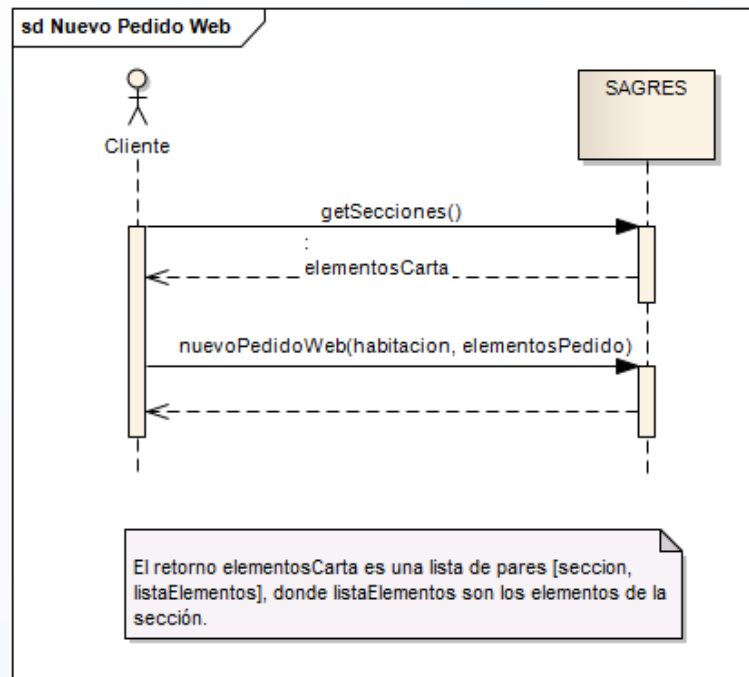 sd Nuevo Pedido Web
Cliente
SAGRES
getSecciones()
:
elementosCarta
nuevoPedidoWeb(habitacion, elementosPedido)
El retorno elementosCarta es una lista de pares [seccion,
listaElementos], donde listaElementos son los elementos de la
sección.